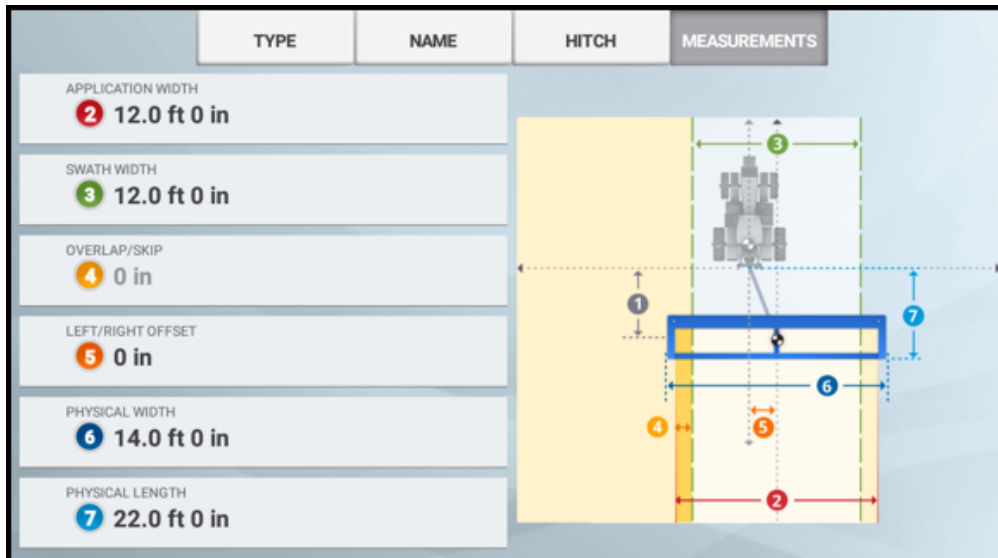 TYPE NAME HITCH MEASUREMENTS
APPLICATION WIDTH
2 12.0 ft 0 in
SWATH WIDTH
3 12.0 ft 0 in
OVERLAP/SKIP
4 0 in
LEFT/RIGHT OFFSET
5 0 in
PHYSICAL WIDTH
6 14.0 ft 0 in
PHYSICAL LENGTH
7 22.0 ft 0 in
3
1
7
6
4
5
2